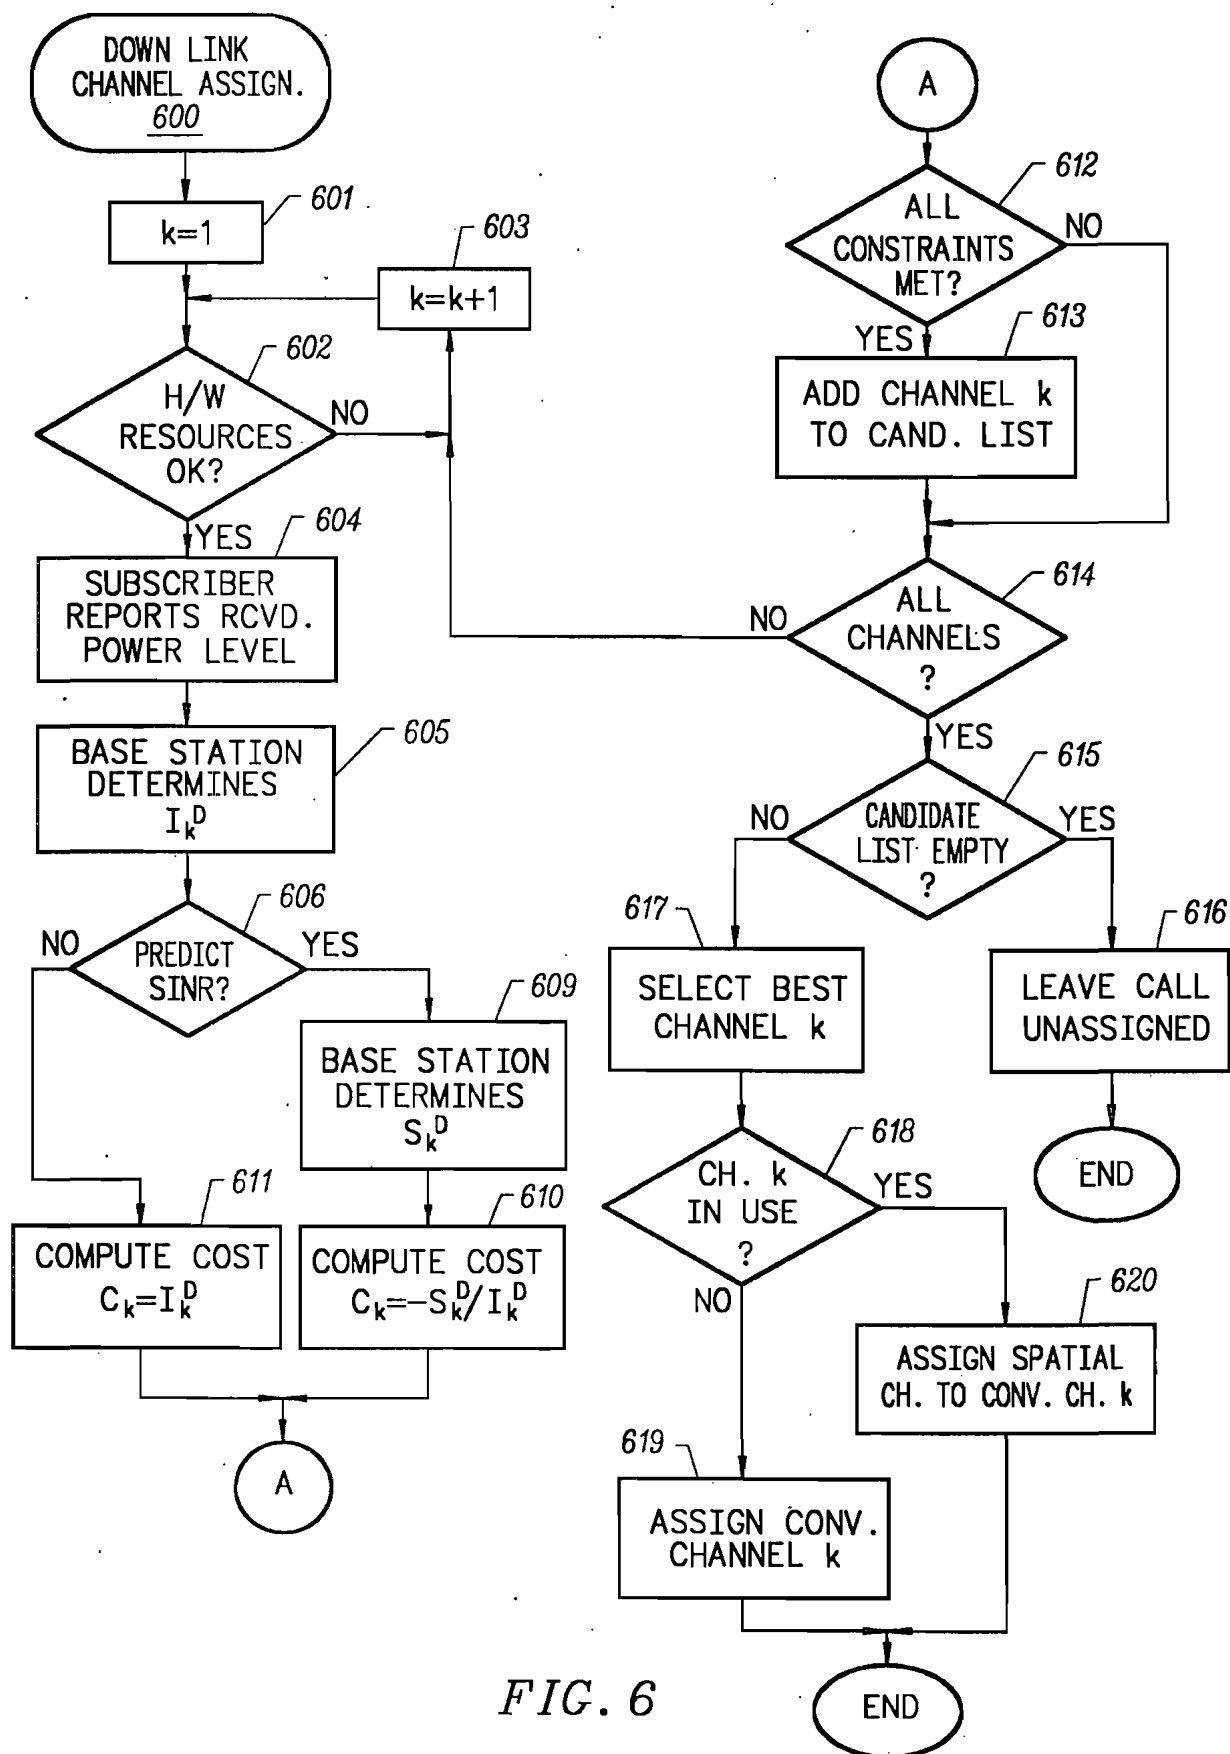 DOWN LINK
CHANNEL ASSIGN.
600
601
k=1
603
k=k+1
602
H/W
RESOURCES
OK?
NO
YES
604
SUBSCRIBER
REPORTS RCVD.
POWER LEVEL
605
BASE STATION
DETERMINES
I_k^D
606
NO
PREDICT
SINR?
YES
609
BASE STATION
DETERMINES
S_k^D
611
COMPUTE COST
C_k=I_k^D
610
COMPUTE COST
C_k=-S_k^D/I_k^D
A
A
612
ALL
CONSTRAINTS
MET?
NO
YES
613
ADD CHANNEL k
TO CAND. LIST
614
ALL
CHANNELS
?
NO
YES
615
NO
CANDIDATE
LIST EMPTY
?
YES
617
SELECT BEST
CHANNEL k
616
LEAVE CALL
UNASSIGNED
END
618
CH. k
IN USE
?
YES
NO
620
ASSIGN SPATIAL
CH. TO CONV. CH. k
619
ASSIGN CONV.
CHANNEL k
END
FIG. 6